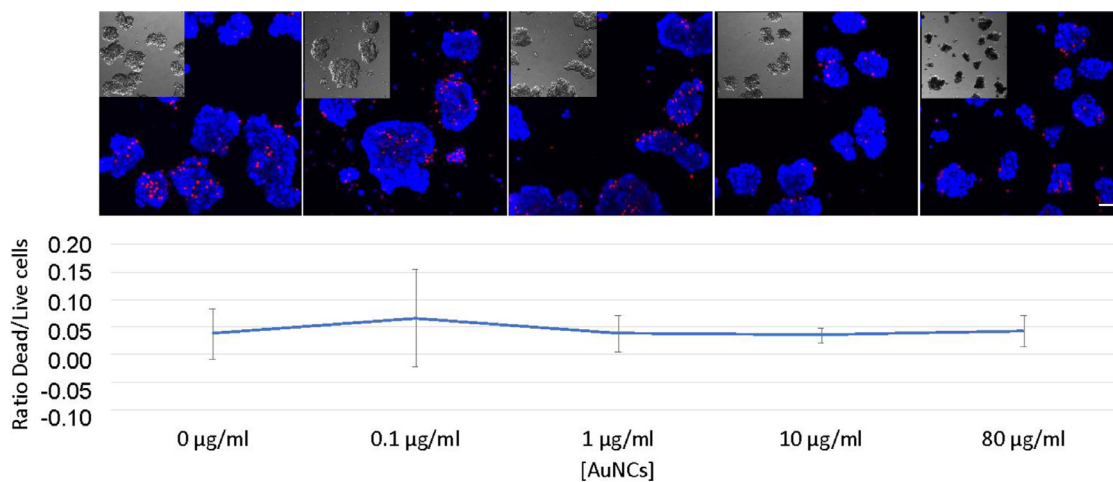 Ratio Dead/Live cells
0.20
0.15
0.10
0.05
0.00
-0.05
-0.10
0 µg/ml
0.1 µg/ml
1 µg/ml
10 µg/ml
80 µg/ml
[AuNCs]